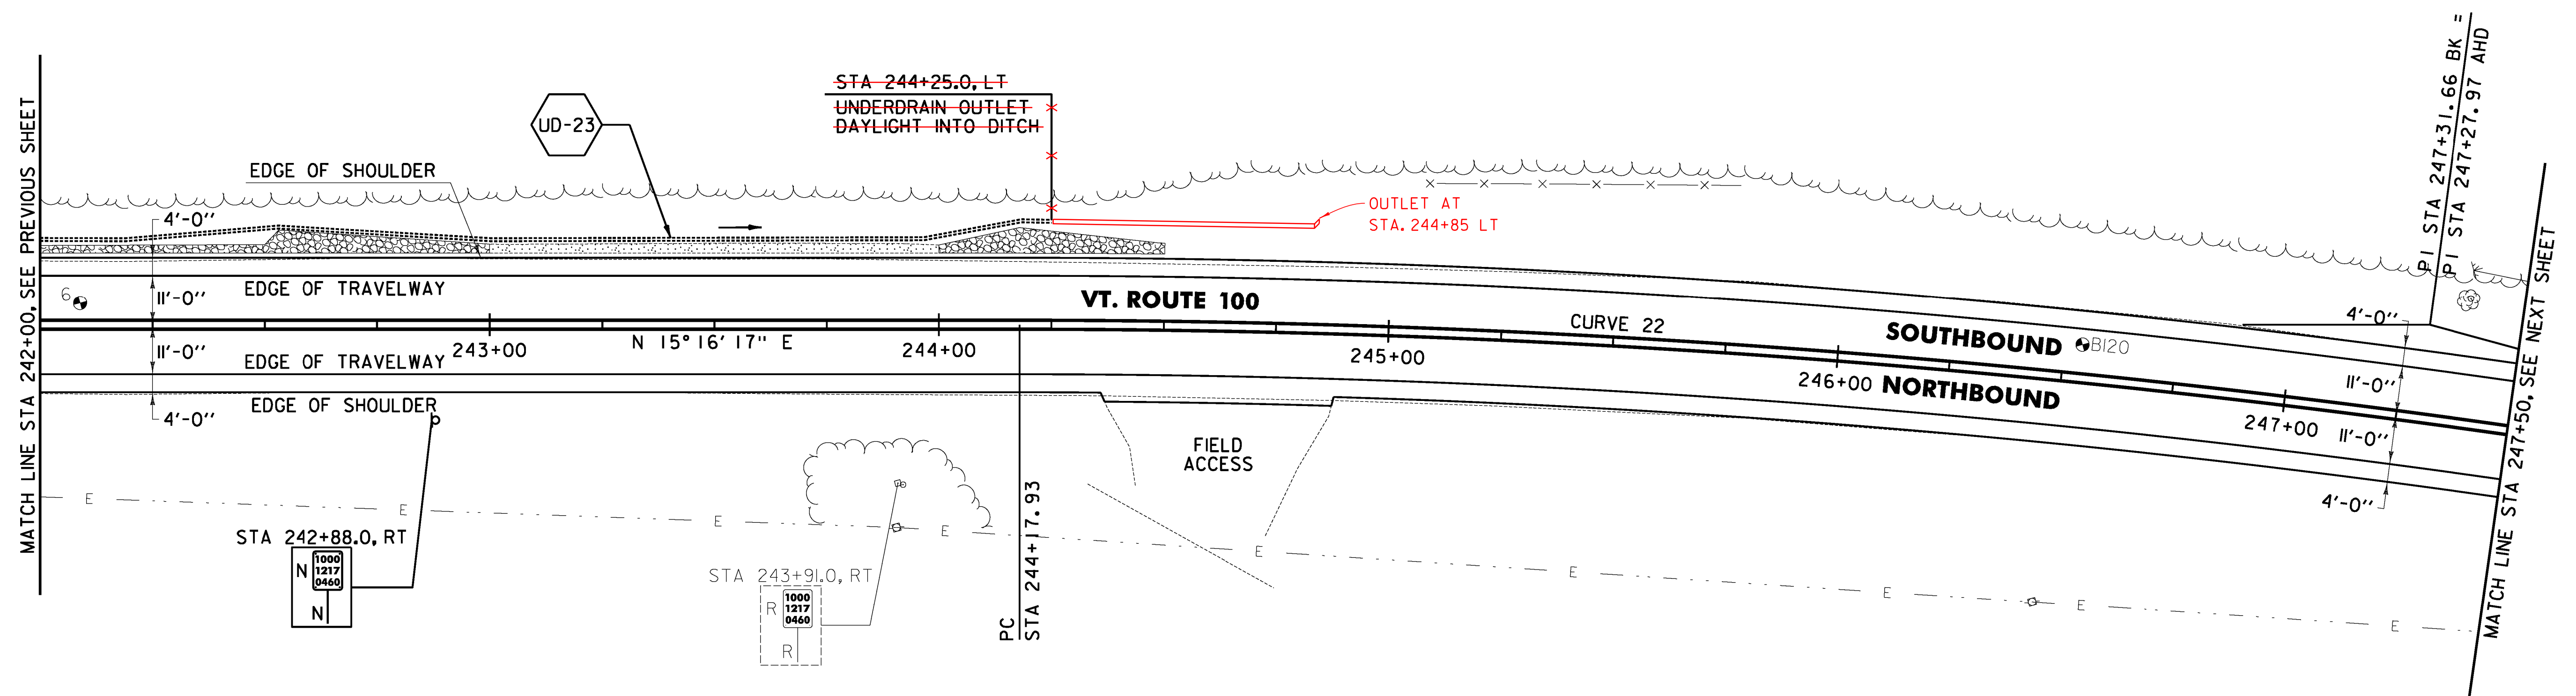 MATCH LINE STA 242+00, SEE PREVIOUS SHEET
STA 244+25.0, LT
UNDERDRAIN OUTLET
DAYLIGHT INTO DITCH
UD-23
EDGE OF SHOULDER
4'-0"
OUTLET AT
STA. 244+85 LT
PI STA 247+31.66 BK =
PI STA 247+27.97 AHD
6
11'-0"
EDGE OF TRAVELWAY
VT. ROUTE 100
CURVE 22
SOUTHBOUND
B120
4'-0"
11'-0"
EDGE OF TRAVELWAY
243+00
N 15°16'17" E
244+00
245+00
246+00
NORTHBOUND
11'-0"
247+00
11'-0"
4'-0"
EDGE OF SHOULDER
4'-0"
FIELD
ACCESS
E
E
E
E
E
E
E
E
E
STA 242+88.0, RT
N
1000
1217
0460
N
STA 243+91.0, RT
R
1000
1217
0460
R
PC
STA 244+17.93
MATCH LINE STA 247+50, SEE NEXT SHEET